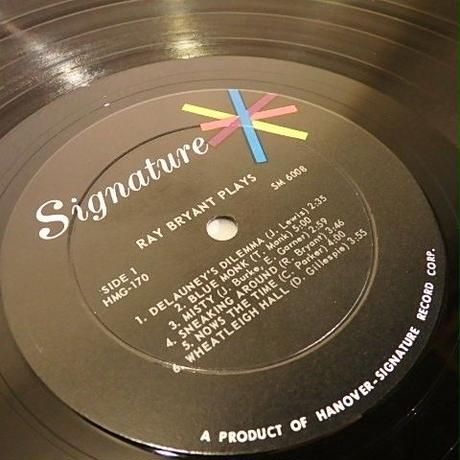 Signature
RAY BRYANT PLAYS
SM 6008
SIDE 1
HMG-170
1. DELAUNEY'S DILEMMA (J. Lewis) 2:35
2. BLUE MONK (T. Monk) 5:00
3. MISTY (J. Burke, E. Garner) 2:59
4. SNEAKING AROUND (R. Bryant) 3:46
5. NOWS THE TIME (C. Parker) 4:00
6. WHEATLEIGH HALL (D. Gillespie) 3:55
A PRODUCT OF HANOVER-SIGNATURE RECORD CORP.